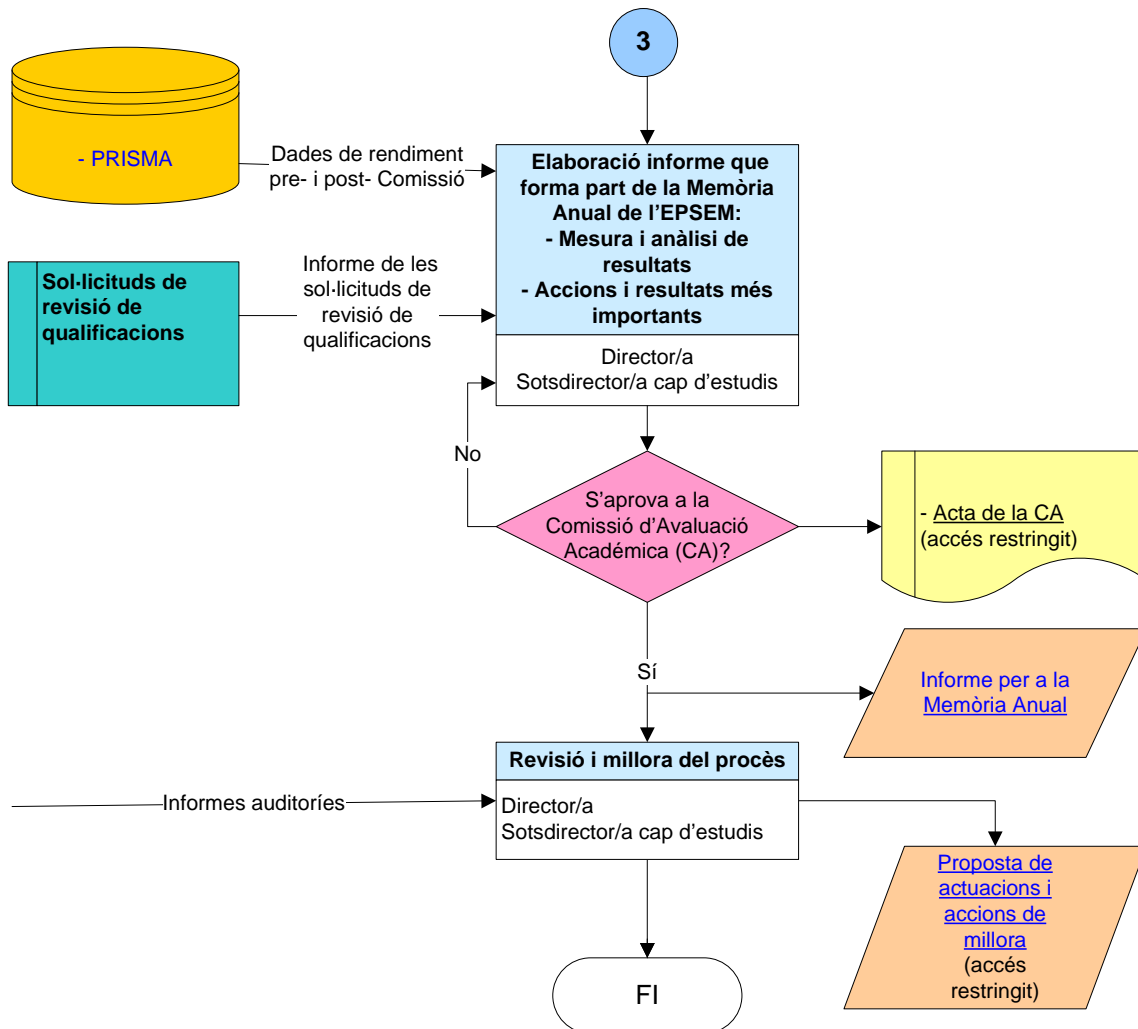 3
- PRISMA
Dades de rendiment
pre- i post- Comissió
Elaboració informe que
forma part de la Memòria
Anual de l'EPSEM:
- Mesura i anàlisi de
resultats
- Accions i resultats més
importants
Director/a
Sotsdirector/a cap d'estudis
Sol·licituds de
revisió de
qualificacions
Informe de les
sol·licituds de
revisió de
qualificacions
No
S'aprova a la
Comissió d'Avaluació
Académica (CA)?
- Acta de la CA
(accés restringit)
Sí
Informe per a la
Memòria Anual
Revisió i millora del procès
Director/a
Sotsdirector/a cap d'estudis
Informes auditoríes
Proposta de
actuacions i
accions de
millora
(accés
restringit)
FI